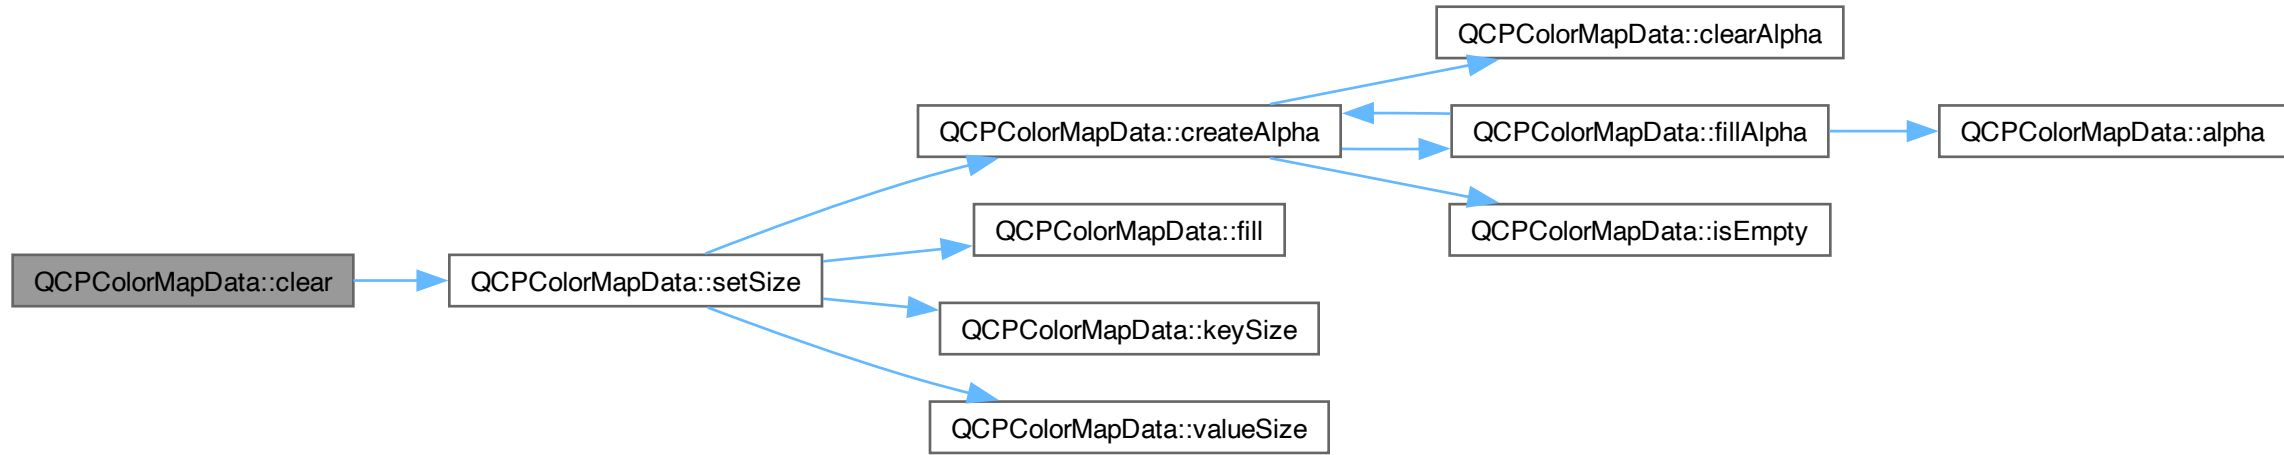 QCPColorMapData::clear
QCPColorMapData::setSize
QCPColorMapData::createAlpha
QCPColorMapData::clearAlpha
QCPColorMapData::fillAlpha
QCPColorMapData::alpha
QCPColorMapData::isEmpty
QCPColorMapData::fill
QCPColorMapData::keySize
QCPColorMapData::valueSize